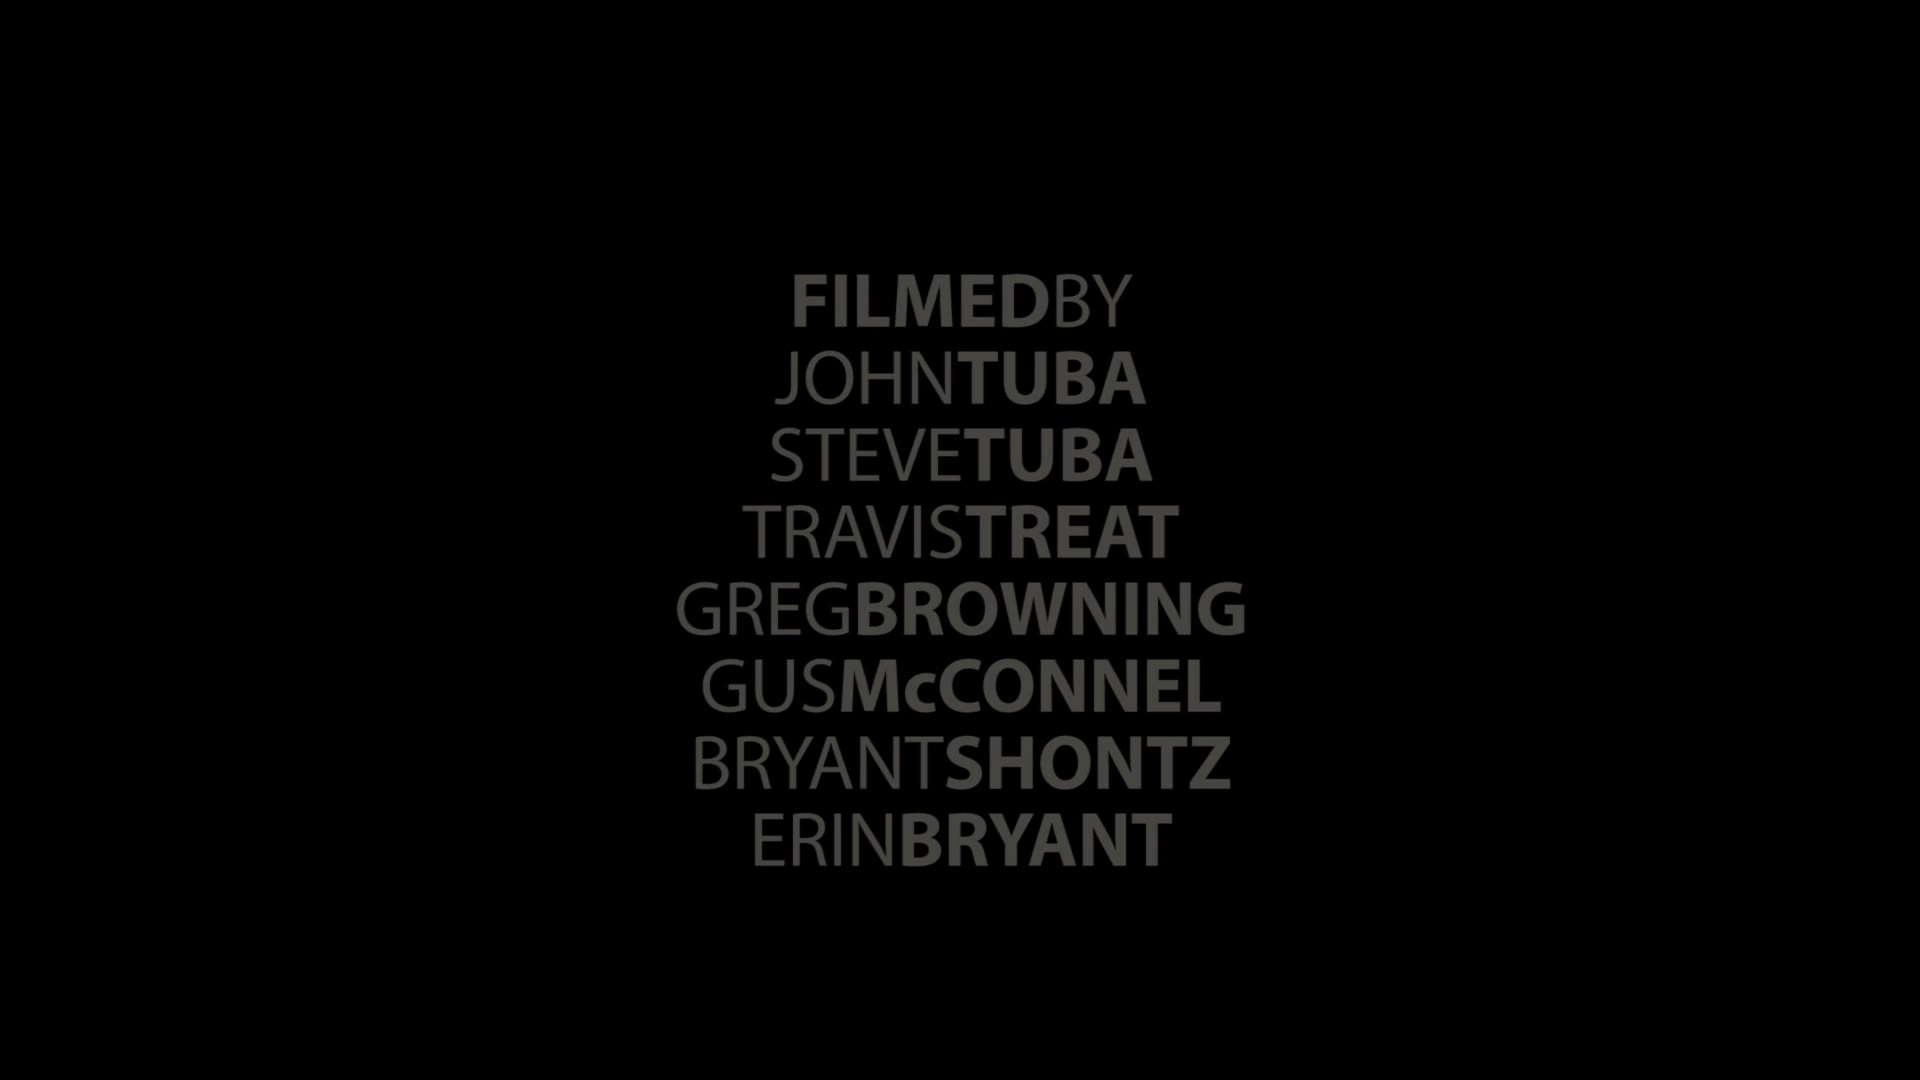 FILMEDBY
JOHNTUBA
STEVETUBA
TRAVISTREAT
GREGBROWNING
GUSMcCONNEL
BRYANTSHONTZ
ERINBRYANT